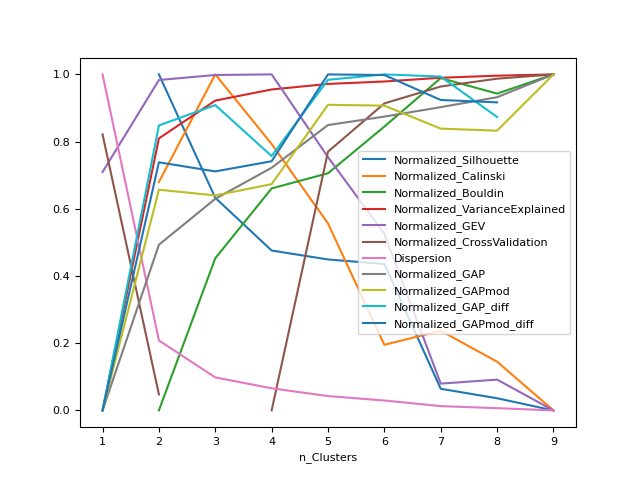 1.0
0.8
0.6
0.4
0.2
0.0
Normalized_Silhouette
Normalized_Calinski
Normalized_Bouldin
Normalized_VarianceExplained
Normalized_GEV
Normalized_CrossValidation
Dispersion
Normalized_GAP
Normalized_GAPmod
Normalized_GAP_diff
Normalized_GAPmod_diff
1 2 3 4 5 6 7 8 9
n_Clusters